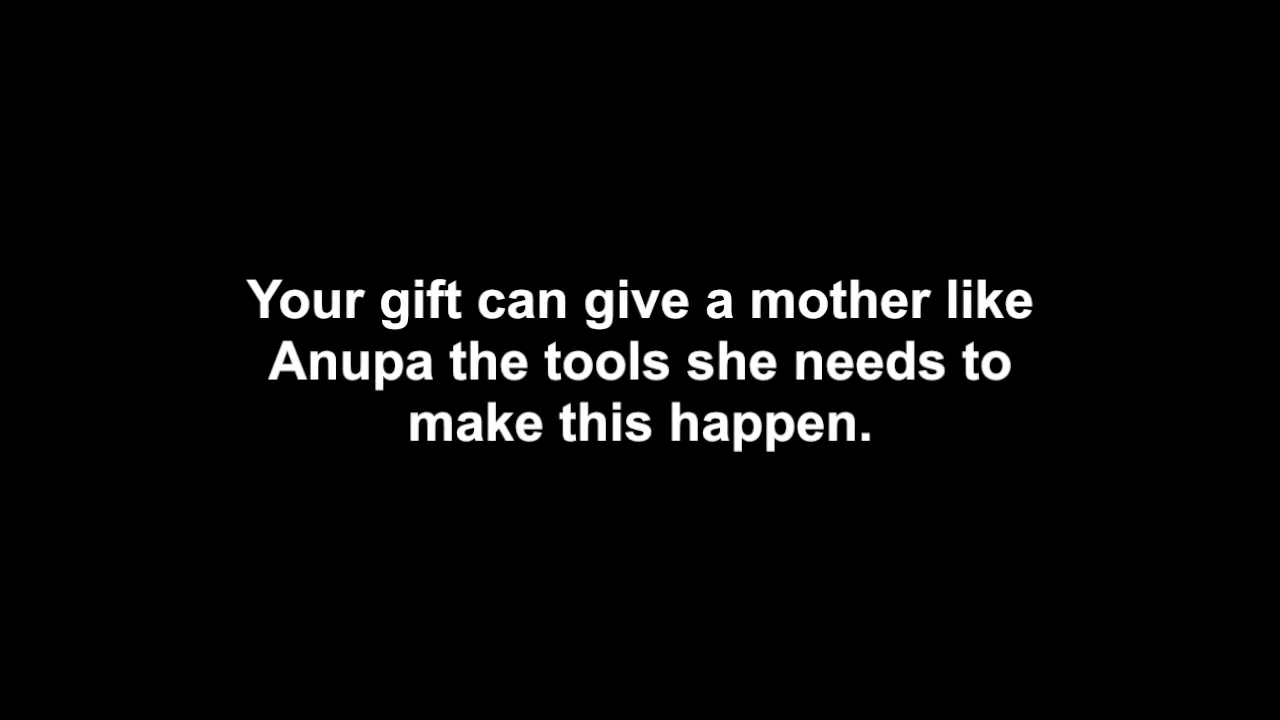 Your gift can give a mother like
Anupa the tools she needs to
make this happen.